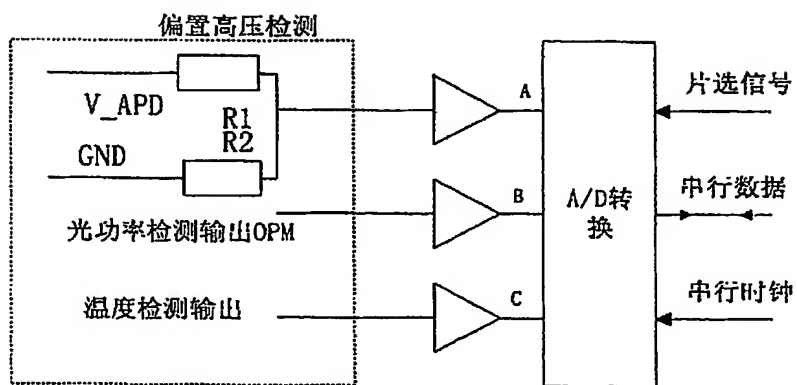 偏置高压检测
V_APD
R1
R2
GND
光功率检测输出OPM
温度检测输出
A
B
C
A/D转
换
片选信号
串行数据
串行时钟